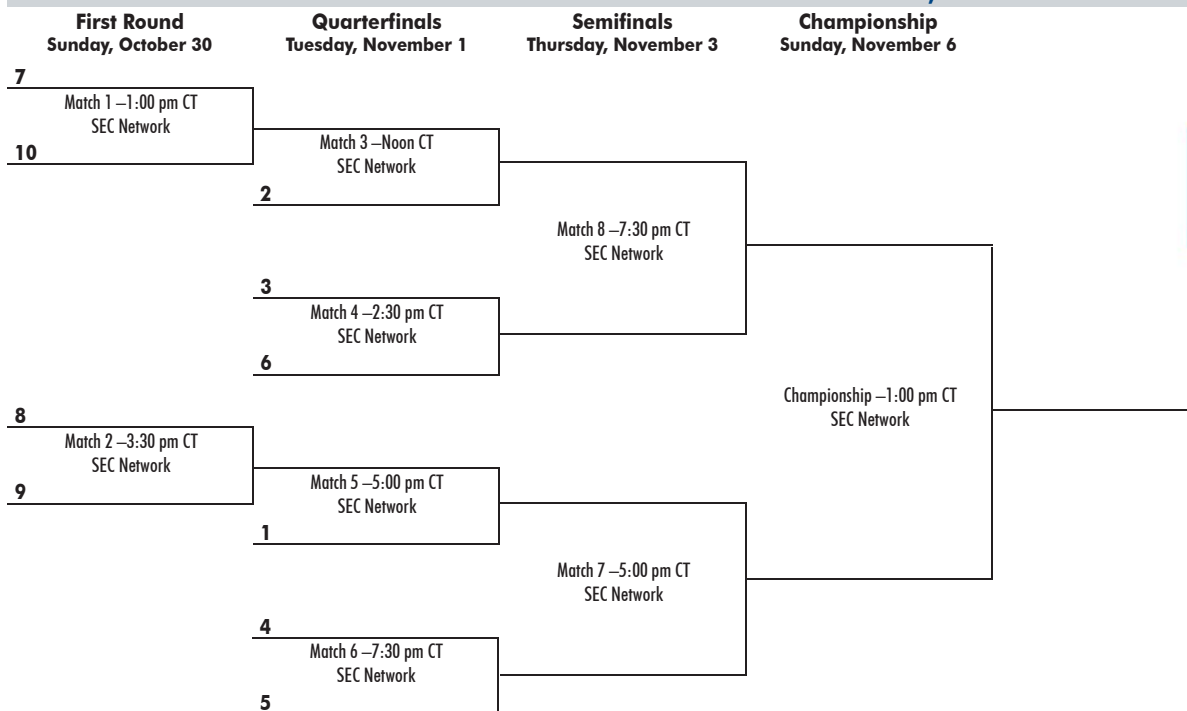 First Round
Sunday, October 30
Quarterfinals
Tuesday, November 1
Semifinals
Thursday, November 3
Championship
Sunday, November 6
7
Match 1 –1:00 pm CT
SEC Network
10
Match 3 –Noon CT
SEC Network
2
Match 8 –7:30 pm CT
SEC Network
3
Match 4 –2:30 pm CT
SEC Network
6
Championship –1:00 pm CT
SEC Network
8
Match 2 –3:30 pm CT
SEC Network
9
Match 5 –5:00 pm CT
SEC Network
1
Match 7 –5:00 pm CT
SEC Network
4
Match 6 –7:30 pm CT
SEC Network
5